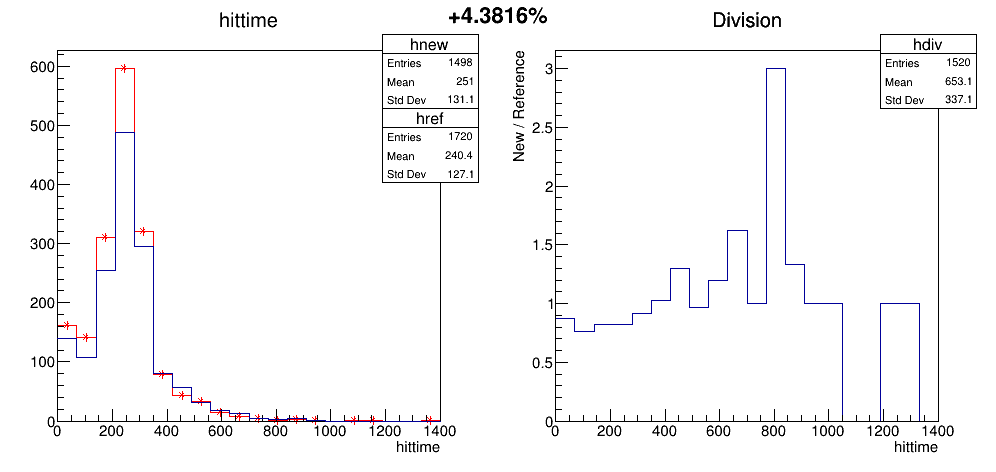 +4.3816%
hittime
hnew
Entries 1498
Mean 251
Std Dev 131.1
href
Entries 1720
Mean 240.4
Std Dev 127.1
600
500
400
300
200
100
0
0 200 400 600 800 1000 1200 1400
hittime
Division
hdiv
Entries 1520
Mean 653.1
Std Dev 337.1
New / Reference
3
2.5
2
1.5
1
0.5
0
0 200 400 600 800 1000 1200 1400
hittime